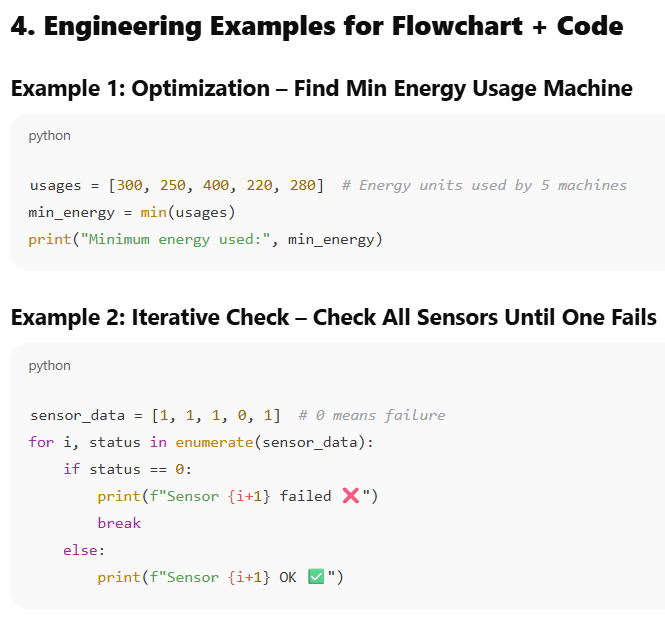 4. Engineering Examples for Flowchart + Code
Example 1: Optimization – Find Min Energy Usage Machine
python
usages = [300, 250, 400, 220, 280]  # Energy units used by 5 machines
min_energy = min(usages)
print("Minimum energy used:", min_energy)
Example 2: Iterative Check – Check All Sensors Until One Fails
python
sensor_data = [1, 1, 1, 0, 1]  # 0 means failure
for i, status in enumerate(sensor_data):
    if status == 0:
        print(f"Sensor {i+1} failed ❌")
        break
    else:
        print(f"Sensor {i+1} OK ✅")